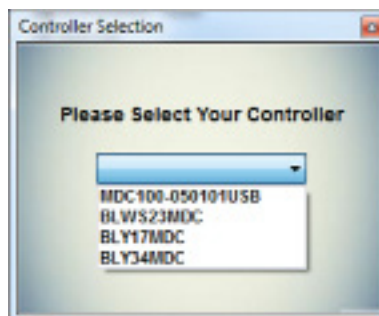 Controller Selection
Please Select Your Controller
MDC100-050101USB
BLWS23MDC
BLY17MDC
BLY34MDC